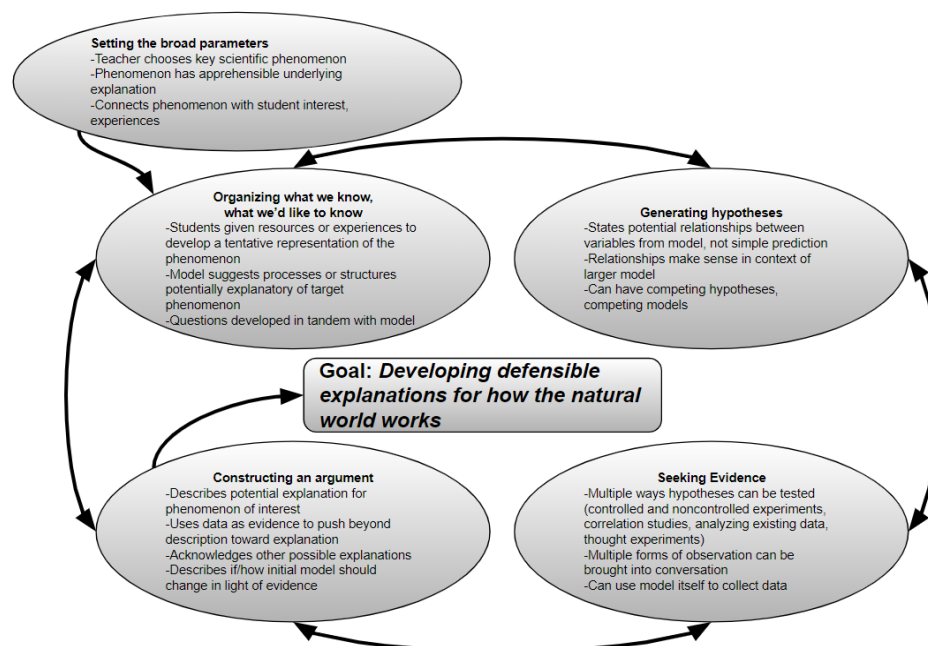 Setting the broad parameters
-Teacher chooses key scientific phenomenon
-Phenomenon has apprehensible underlying
explanation
-Connects phenomenon with student interest,
experiences
Organizing what we know,
what we'd like to know
-Students given resources or experiences to
develop a tentative representation of the
phenomenon
-Model suggests processes or structures
potentially explanatory of target
phenomenon
-Questions developed in tandem with model
Generating hypotheses
-States potential relationships between
variables from model, not simple prediction
-Relationships make sense in context of
larger model
-Can have competing hypotheses,
competing models
Goal: Developing defensible
explanations for how the natural
world works
Constructing an argument
-Describes potential explanation for
phenomenon of interest
-Uses data as evidence to push beyond
description toward explanation
-Acknowledges other possible explanations
-Describes if/how initial model should
change in light of evidence
Seeking Evidence
-Multiple ways hypotheses can be tested
(controlled and noncontrolled experiments,
correlation studies, analyzing existing data,
thought experiments)
-Multiple forms of observation can be
brought into conversation
-Can use model itself to collect data